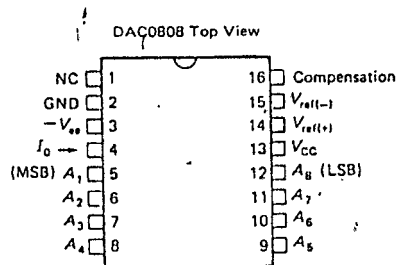 DAC0808 Top View
NC 1 16 Compensation
GND 2 15 Vref(−)
−Vee 3 14 Vref(+)
I0 → 4 13 VCC
(MSB) A1 5 12 A8 (LSB)
A2 6 11 A7
A3 7 10 A6
A4 8 9 A5